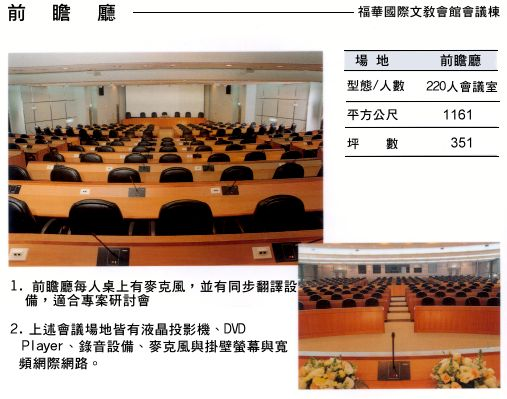 前 瞻 廳
福華國際文教會館會議棟
場 地 前瞻廳
型態/人數 220人會議室
平方公尺 1161
坪 數 351
1. 前瞻廳每人桌上有麥克風，並有同步翻譯設
備，適合專案研討會
2. 上述會議場地皆有液晶投影機、DVD
Player、錄音設備、麥克風與掛壁螢幕與寬
頻網際網路。